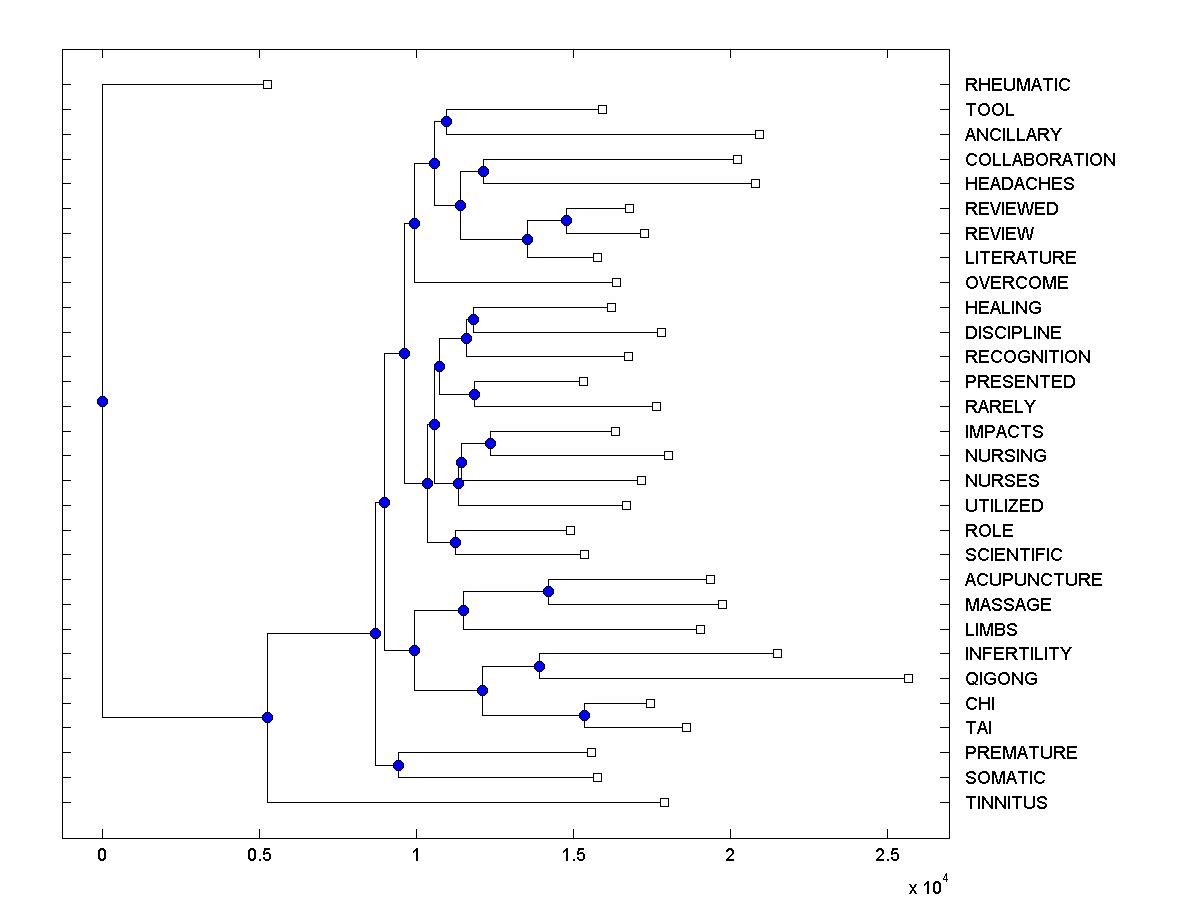 RHEUMATIC
TOOL
ANCILLARY
COLLABORATION
HEADACHES
REVIEWED
REVIEW
LITERATURE
OVERCOME
HEALING
DISCIPLINE
RECOGNITION
PRESENTED
RARELY
IMPACTS
NURSING
NURSES
UTILIZED
ROLE
SCIENTIFIC
ACUPUNCTURE
MASSAGE
LIMBS
INFERTILITY
QIGONG
CHI
TAI
PREMATURE
SOMATIC
TINNITUS
0 0.5 1 1.5 2 2.5
x 10^4